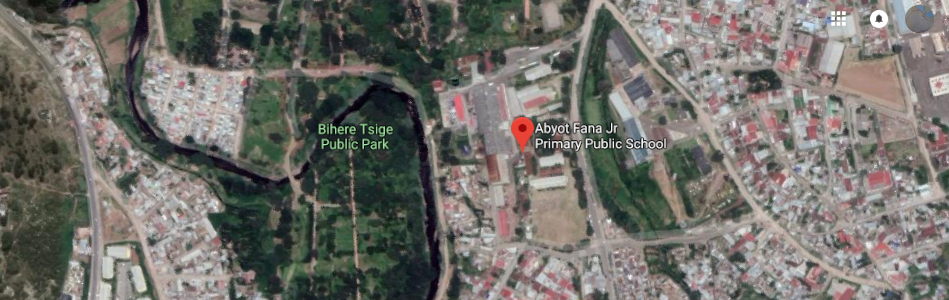 Bihere Tsige
Public Park
Abyot Fana Jr
Primary Public School